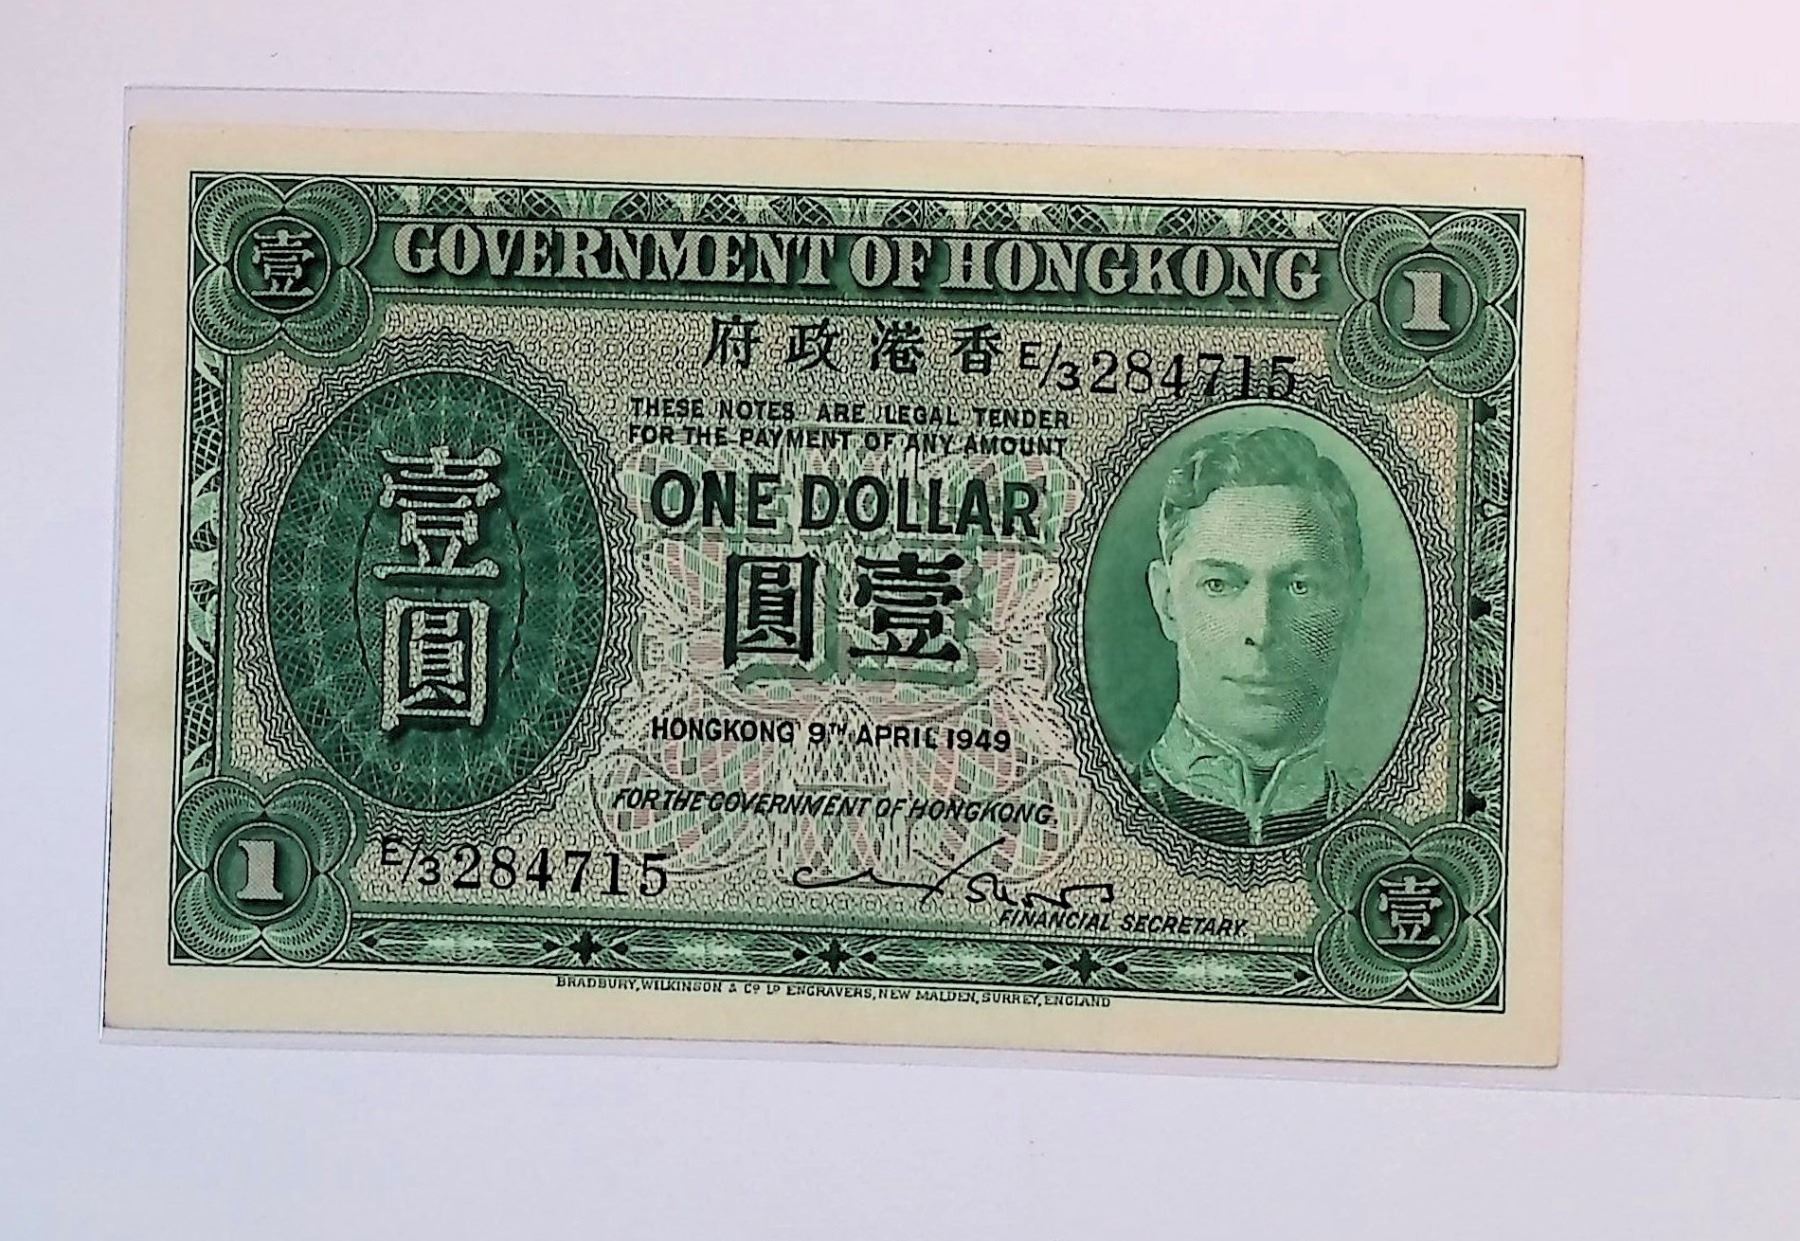 壹
GOVERNMENT OF HONGKONG
1
府政港香
E/3 284715
THESE NOTES ARE LEGAL TENDER
FOR THE PAYMENT OF ANY AMOUNT
ONE DOLLAR
圓壹
壹
圓
HONGKONG 9TH APRIL 1949
FOR THE GOVERNMENT OF HONGKONG.
1
E/3 284715
FINANCIAL SECRETARY.
壹
BRADBURY, WILKINSON & Co Ld ENGRAVERS, NEW MALDEN, SURREY, ENGLAND